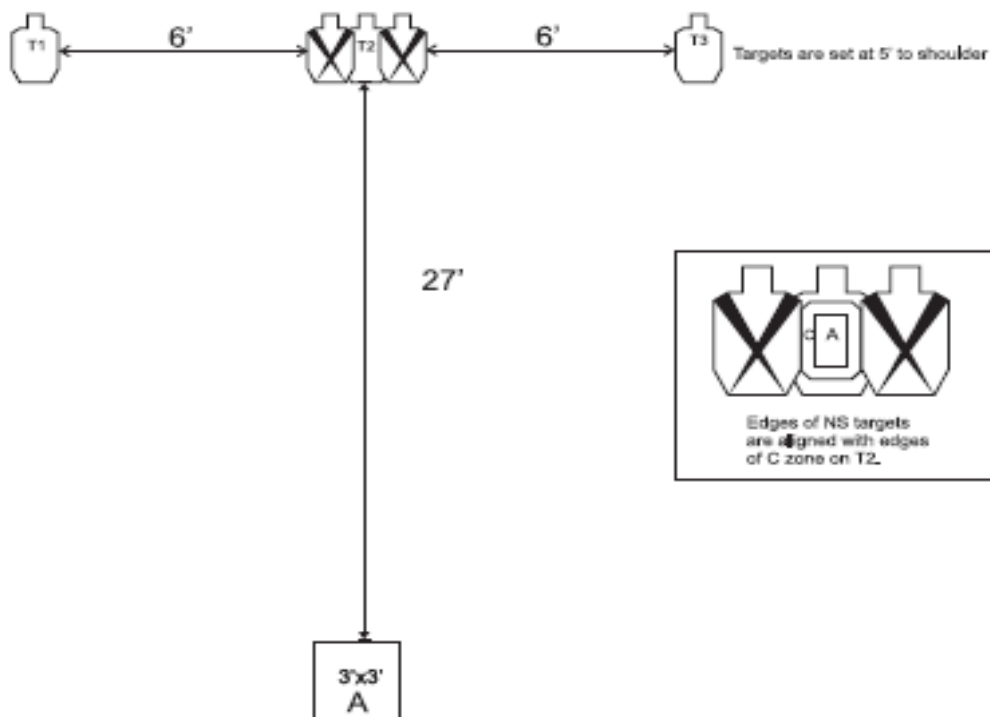 T1
6'
T2
6'
T3
Targets are set at 5' to shoulder
27'
C
A
Edges of NS targets
are aligned with edges
of C zone on T2.
3'x3'
A